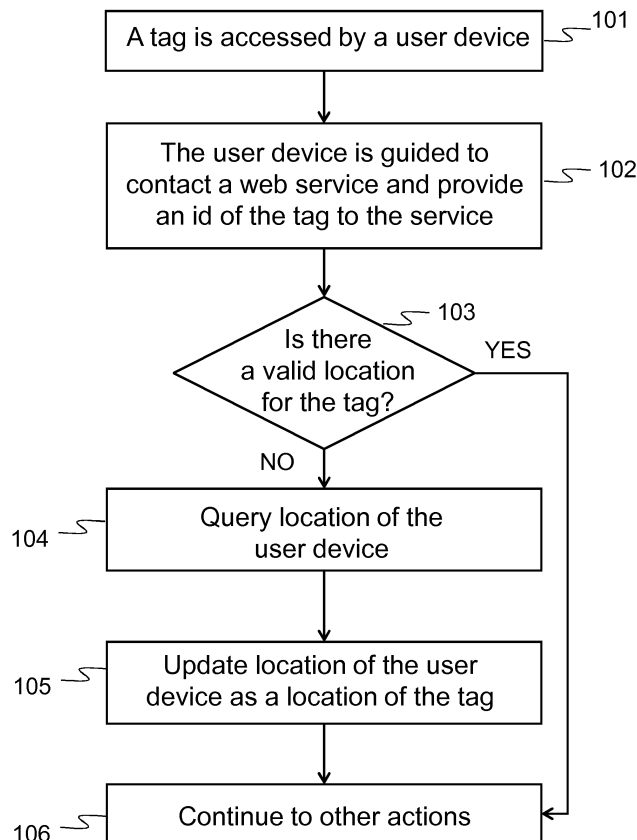 A tag is accessed by a user device
101
The user device is guided to
contact a web service and provide
an id of the tag to the service
102
103
Is there
a valid location
for the tag?
YES
NO
Query location of the
user device
104
Update location of the user
device as a location of the tag
105
Continue to other actions
106